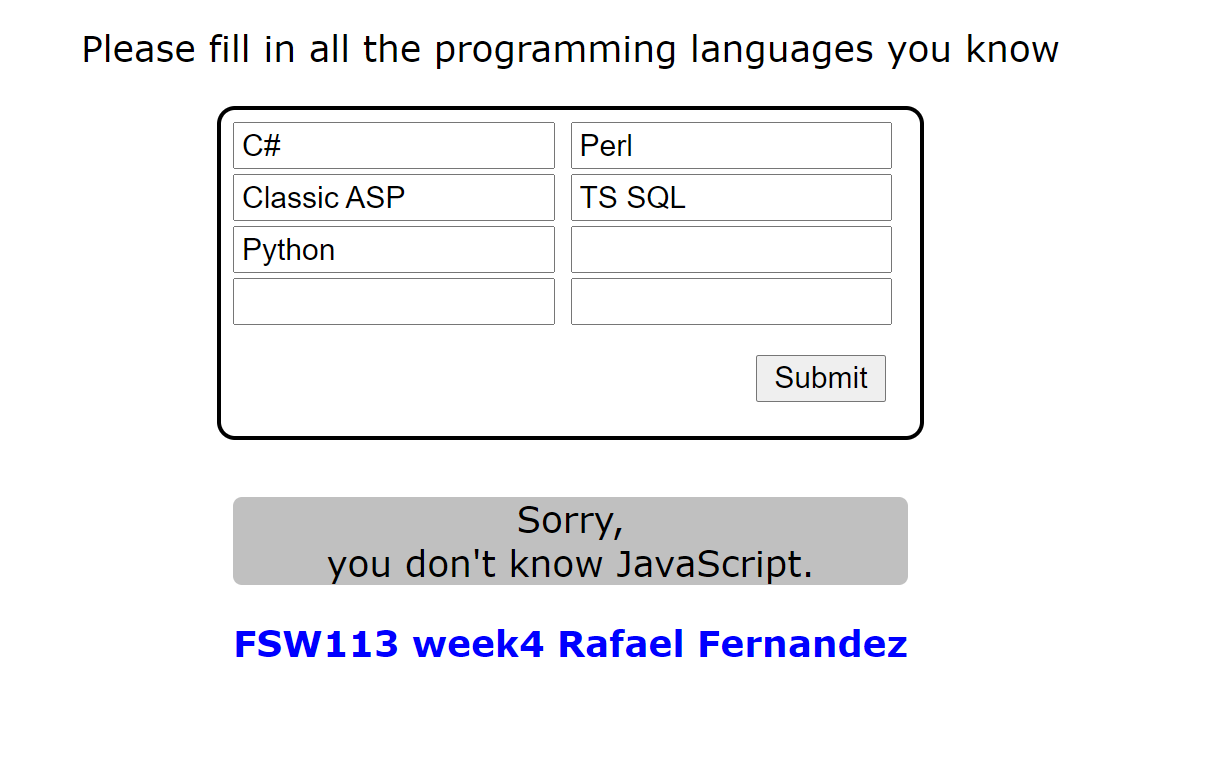 Please fill in all the programming languages you know
C# Perl
Classic ASP TS SQL
Python
Submit
Sorry,
you don't know JavaScript.
FSW113 week4 Rafael Fernandez